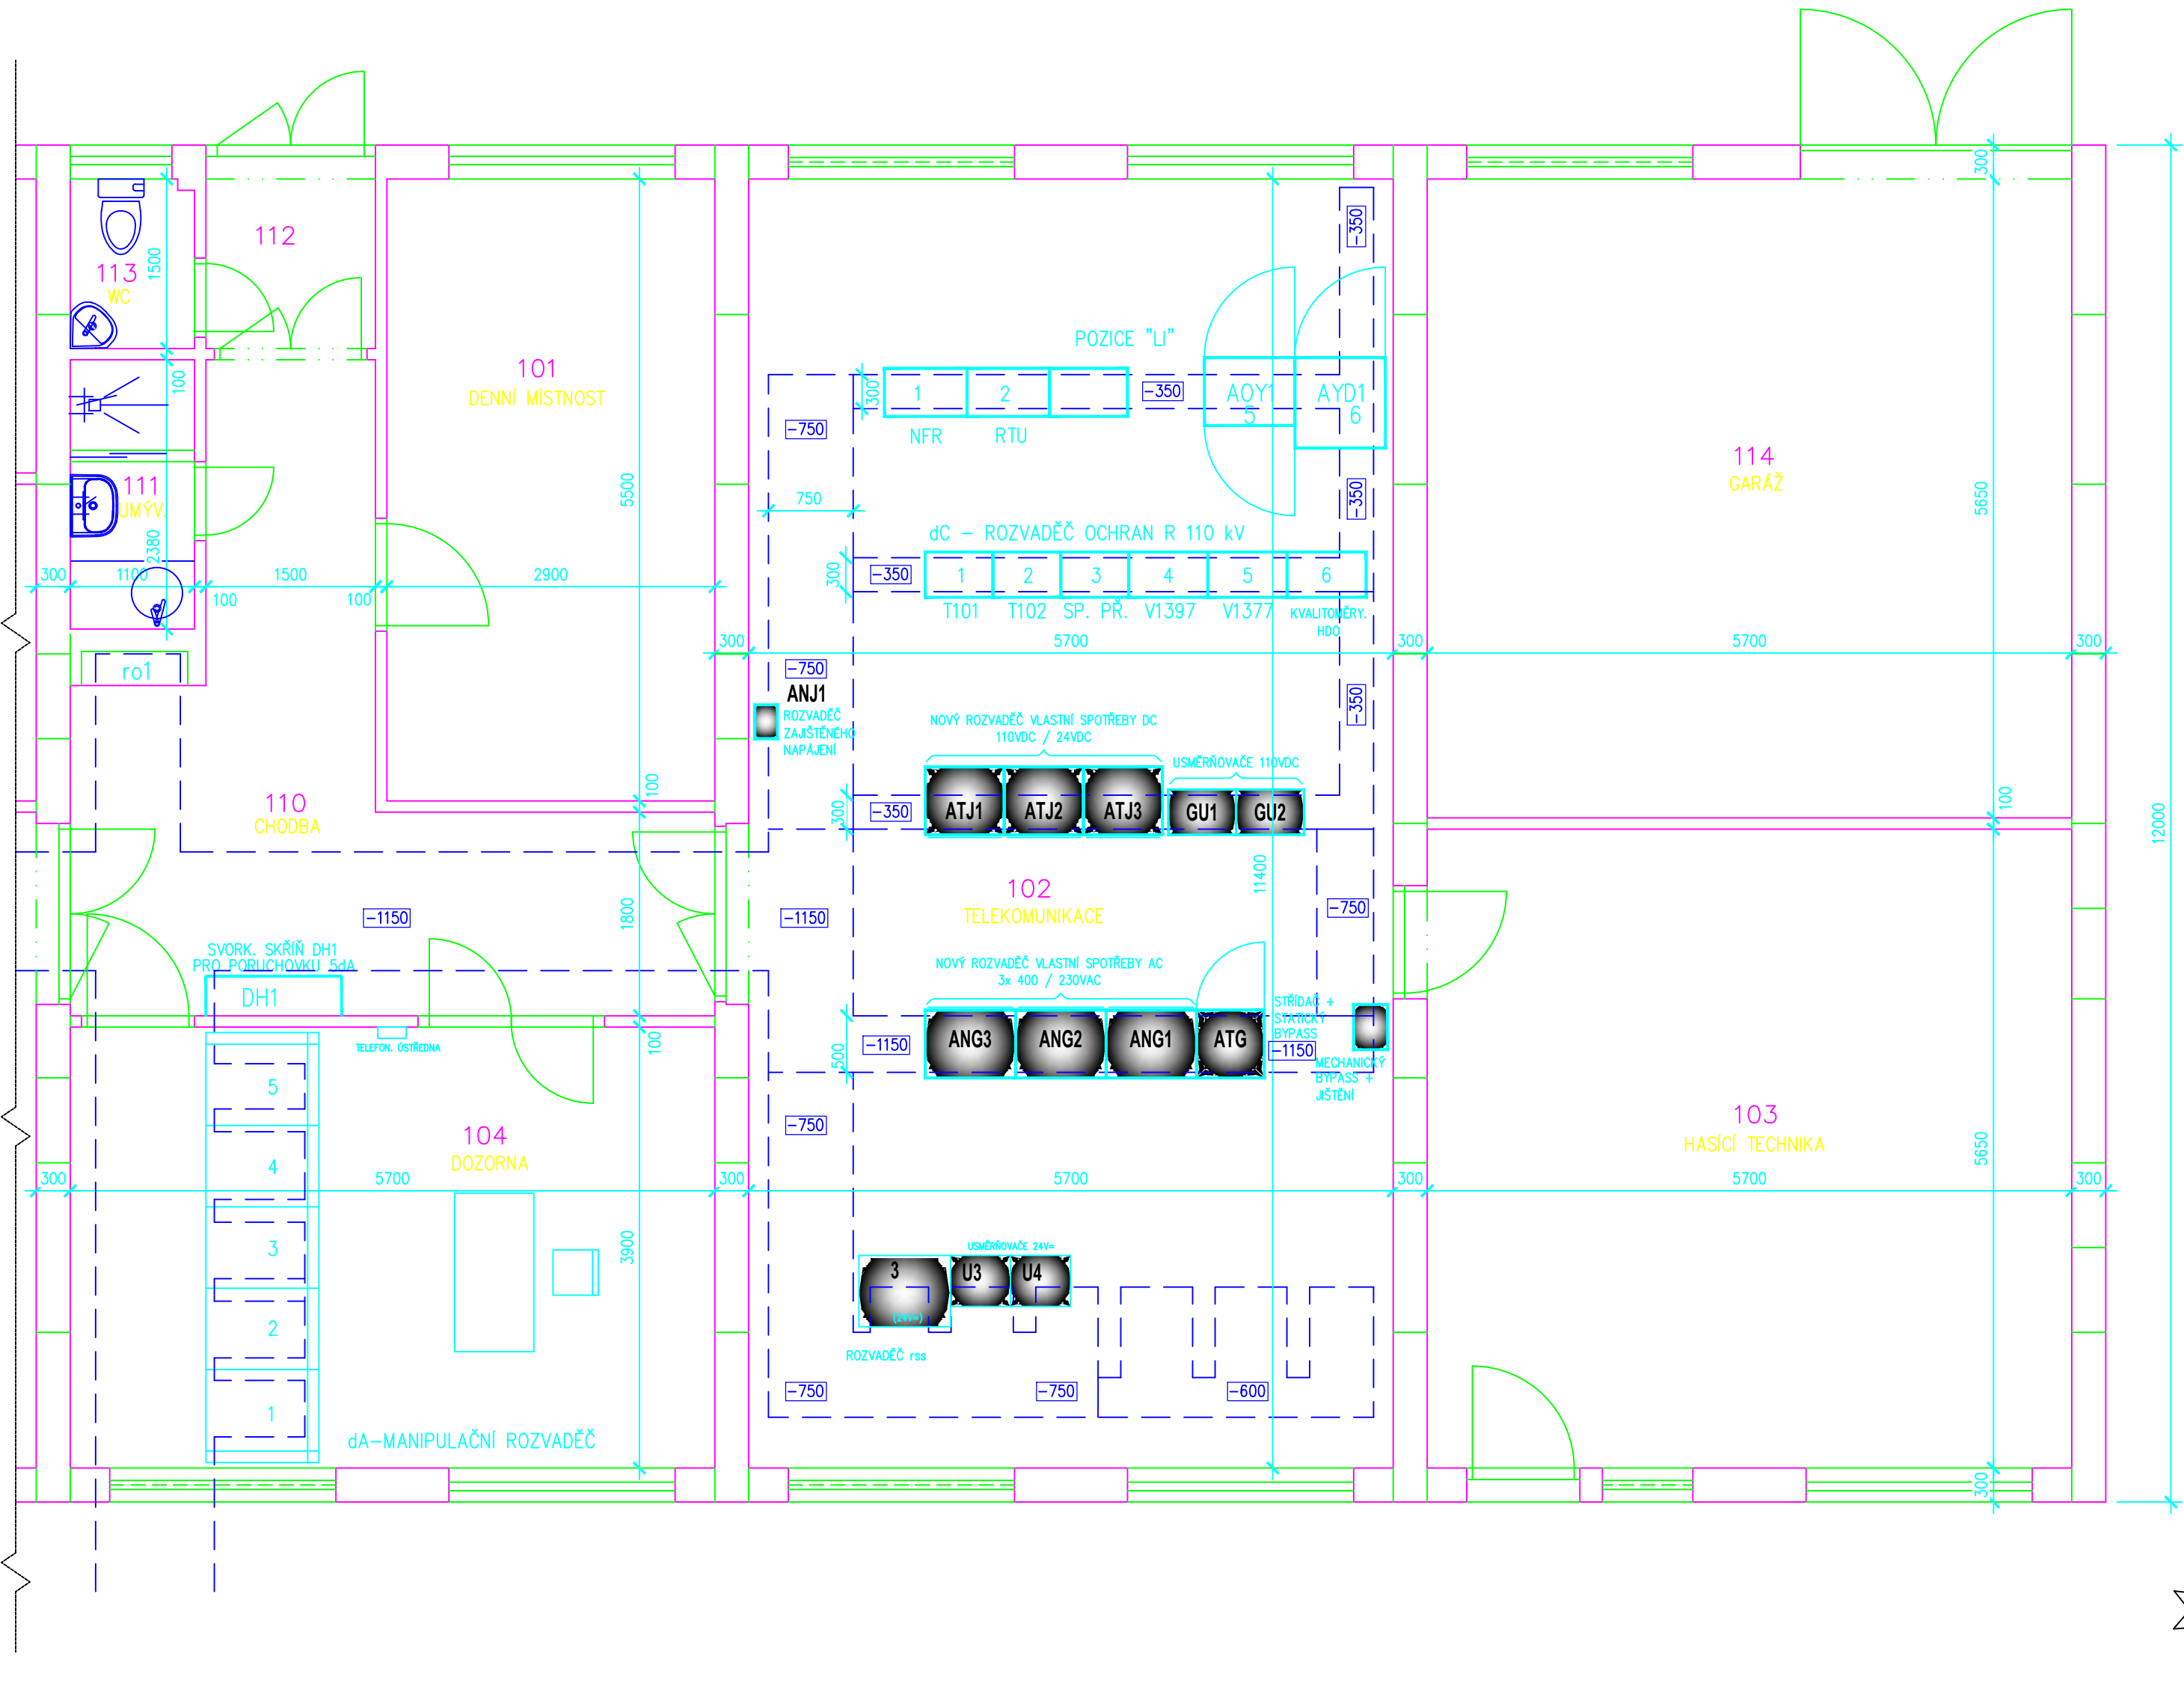 300
112
113
WC
1500
100
101
DENNÍ MÍSTNOST
5500
111
UMÝV.
2380
300
1100
100
1500
100
2900
ro1
110
CHODBA
100
1800
-1150
SVORK. SKŘÍŇ DH1
PRO PORUCHOVKU 5dA
DH1
TELEFON. ÚSTŘEDNA
100
5
4
3
2
1
104
DOZORNA
300
5700
3900
dA-MANIPULAČNÍ ROZVADĚČ
-350
POZICE "LI"
300
1
2
NFR
RTU
-350
AOY1
5
AYD1
6
-750
750
-350
dC - ROZVADĚČ OCHRAN R 110 kV
300
-350
1
2
3
4
5
6
T101
T102
SP. PŘ.
V1397
V1377
KVALITOMĚRY.
HDO
300
5700
300
5700
300
-750
ANJ1
ROZVADĚČ
ZAJIŠTĚNÉHO
NAPÁJENÍ
-350
NOVÝ ROZVADĚČ VLASTNÍ SPOTŘEBY DC
110VDC / 24VDC
USMĚRŇOVAČE 110VDC
-350
300
ATJ1
ATJ2
ATJ3
GU1
GU2
11400
102
TELEKOMUNIKACE
-1150
-750
NOVÝ ROZVADĚČ VLASTNÍ SPOTŘEBY AC
3x 400 / 230VAC
-1150
500
ANG3
ANG2
ANG1
ATG
STŘÍDAČ +
STATICKÝ
BYPASS
-1150
MECHANICKÝ
BYPASS +
JIŠTĚNÍ
-750
300
5700
300
5700
300
USMĚRŇOVAČE 24V=
3
U3
U4
(24V=)
ROZVADĚČ rss
-750
-750
-600
114
GARÁŽ
5650
100
12000
103
HASÍCÍ TECHNIKA
5650
300